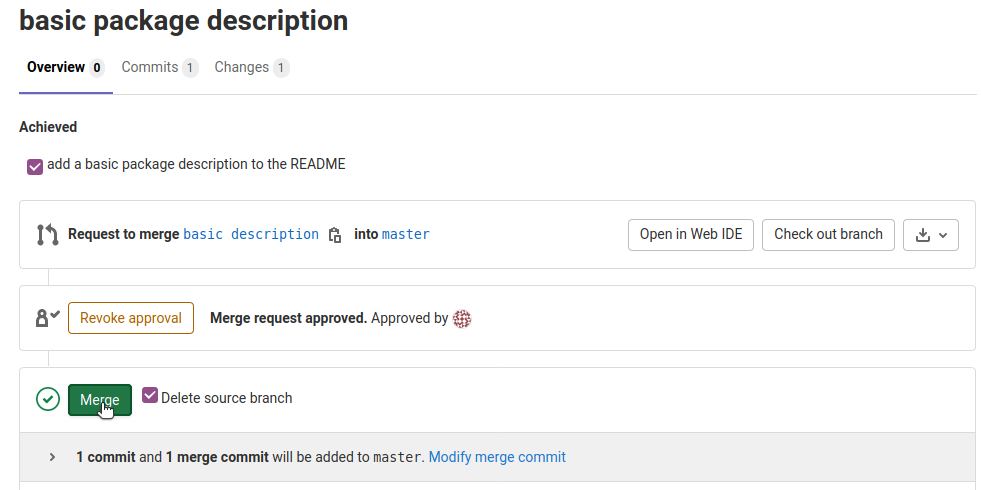 basic package description
Overview 0 Commits 1 Changes 1
Achieved
add a basic package description to the README
Request to merge basic description into master Open in Web IDE Check out branch
Revoke approval Merge request approved. Approved by
Merge Delete source branch
1 commit and 1 merge commit will be added to master. Modify merge commit